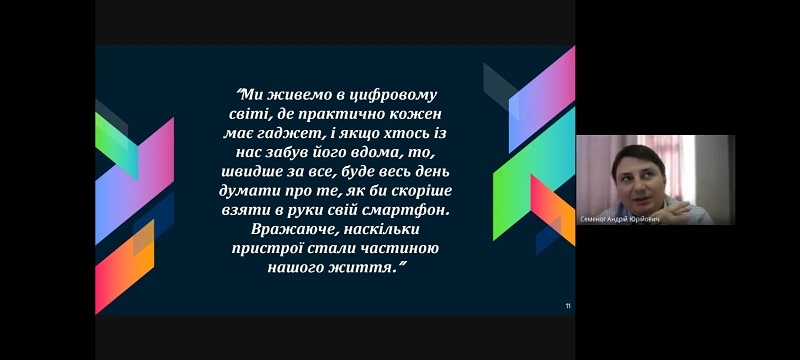 “Ми живемо в цифровому
світі, де практично кожен
має гаджет, і якщо хтось із
нас забув його вдома, то,
швидше за все, буде весь день
думати про те, як би скоріше
взяти в руки свій смартфон.
Вражаюче, наскільки
пристрої стали частиною
нашого життя.”
11
Семеног Андрій Юрійович